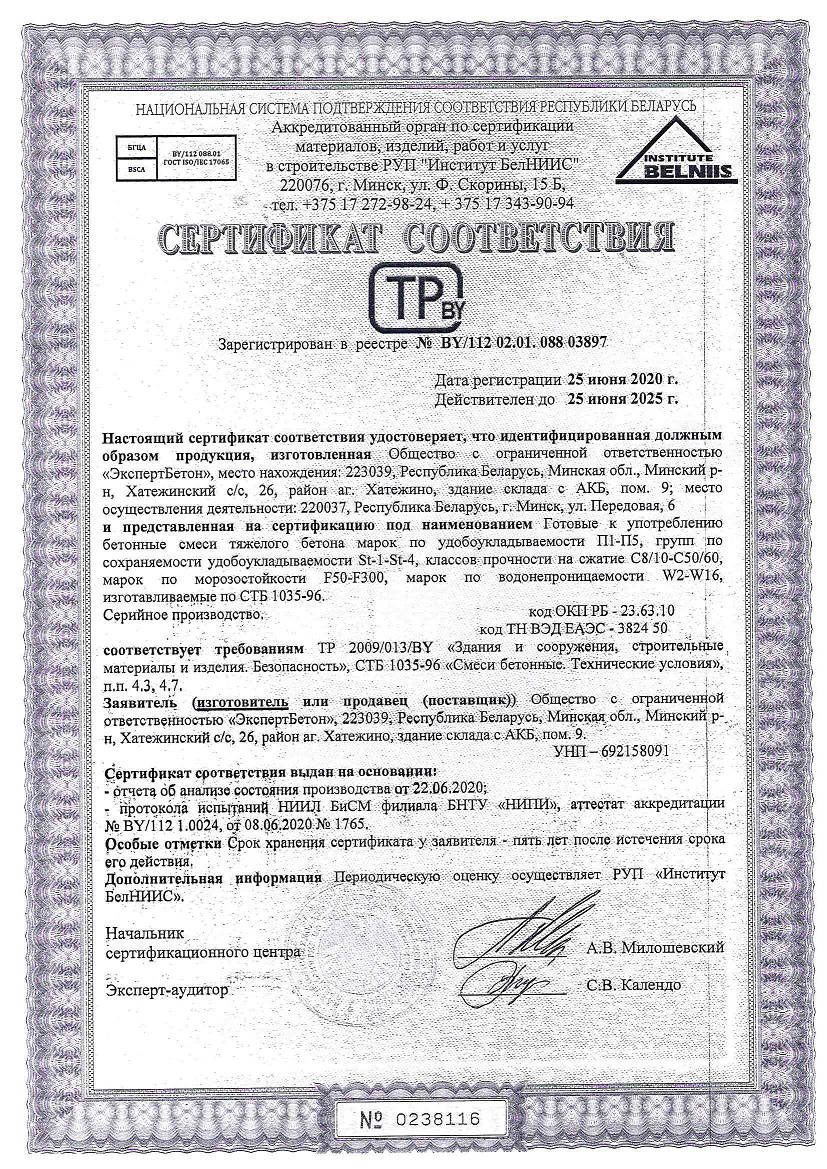 НАЦИОНАЛЬНАЯ СИСТЕМА ПОДТВЕРЖДЕНИЯ СООТВЕТСТВИЯ РЕСПУБЛИКИ БЕЛАРУСЬ
Аккредитованный орган по сертификации
материалов, изделий, работ и услуг
в строительстве РУП "Институт БелНИИС"
220076, г. Минск, ул. Ф. Скорины, 15 Б,
тел. +375 17 272-98-24, + 375 17 343-90-94
БГЦА
BSCA
BY/112 088.01
ГОСТ ISO/IEC 17065
INSTITUTE
BELNIIS
СЕРТИФИКАТ СООТВЕТСТВИЯ
ТР BY
Зарегистрирован в реестре № BY/112 02.01. 088 03897
Дата регистрации 25 июня 2020 г.
Действителен до 25 июня 2025 г.
Настоящий сертификат соответствия удостоверяет, что идентифицированная должным
образом продукция, изготовленная Общество с ограниченной ответственностью
«ЭкспертБетон», место нахождения: 223039, Республика Беларусь, Минская обл., Минский р-
н, Хатежинский с/с, 26, район аг. Хатежино, здание склада с АКБ, пом. 9; место
осуществления деятельности: 220037, Республика Беларусь, г. Минск, ул. Передовая, 6
и представленная на сертификацию под наименованием Готовые к употреблению
бетонные смеси тяжелого бетона марок по удобоукладываемости П1-П5, групп по
сохраняемости удобоукладываемости St-1-St-4, классов прочности на сжатие С8/10-С50/60,
марок по морозостойкости F50-F300, марок по водонепроницаемости W2-W16,
изготавливаемые по СТБ 1035-96.
Серийное производство.
код ОКП РБ - 23.63.10
код ТН ВЭД ЕАЭС - 3824 50
соответствует требованиям ТР 2009/013/BY «Здания и сооружения, строительные
материалы и изделия. Безопасность», СТБ 1035-96 «Смеси бетонные. Технические условия»,
п.п. 4.3, 4.7.
Заявитель (изготовитель или продавец (поставщик)) Общество с ограниченной
ответственностью «ЭкспертБетон», 223039, Республика Беларусь, Минская обл., Минский р-
н, Хатежинский с/с, 26, район аг. Хатежино, здание склада с АКБ, пом. 9.
УНП – 692158091
Сертификат соответствия выдан на основании:
- отчета об анализе состояния производства от 22.06.2020;
- протокола испытаний НИИЛ БиСМ филиала БНТУ «НИПИ», аттестат аккредитации
№ BY/112 1.0024, от 08.06.2020 № 1765.
Особые отметки Срок хранения сертификата у заявителя - пять лет после истечения срока
его действия.
Дополнительная информация Периодическую оценку осуществляет РУП «Институт
БелНИИС».
Начальник
сертификационного центра
А.В. Милошевский
Эксперт-аудитор
С.В. Календо
№ 0238116